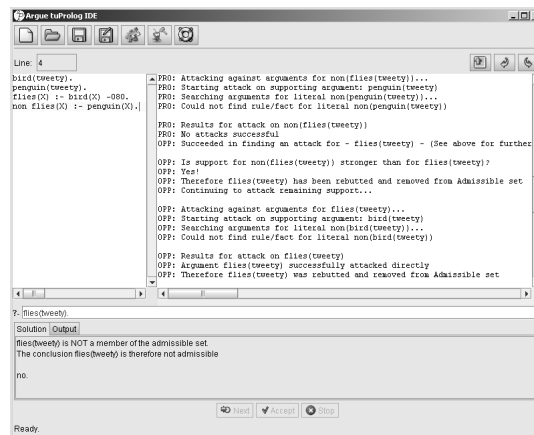 Argue tuProlog IDE
Line: 4
bird(tweety).
penguin(tweety).
flies(X) :- bird(X) -080.
non flies(X) :- penguin(X).
PRO: Attacking against arguments for non(flies(tweety))...
PRO: Starting attack on supporting argument: penguin(tweety)
PRO: Searching arguments for literal non(penguin(tweety))...
PRO: Could not find rule/fact for literal non(penguin(tweety))
PRO: Results for attack on non(flies(tweety))
PRO: No attacks successful
OPP: Succeeded in finding an attack for - flies(tweety) - (See above for further
OPP: Is support for non(flies(tweety)) stronger than for flies(tweety)?
OPP: Yes!
OPP: Therefore flies(tweety) has been rebutted and removed from Admissible set
OPP: Continuing to attack remaining support...
OPP: Attacking against arguments for flies(tweety)...
OPP: Starting attack on supporting argument: bird(tweety)
OPP: Searching arguments for literal non(bird(tweety))...
OPP: Could not find rule/fact for literal non(bird(tweety))
OPP: Results for attack on flies(tweety)
OPP: Argument flies(tweety) successfully attacked directly
OPP: Therefore flies(tweety) was rebutted and removed from Admissible set
?- flies(tweety).
Solution Output
flies(tweety) is NOT a member of the admissible set.
The conclusion flies(tweety) is therefore not admissible
no.
Next Accept Stop
Ready.